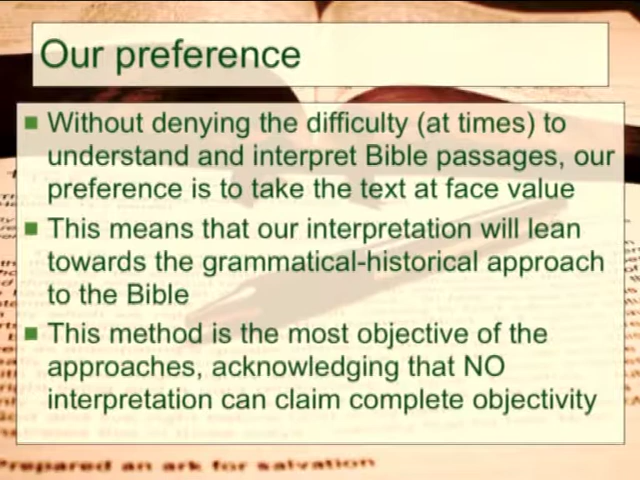 Our preference
Without denying the difficulty (at times) to
understand and interpret Bible passages, our
preference is to take the text at face value
This means that our interpretation will lean
towards the grammatical-historical approach
to the Bible
This method is the most objective of the
approaches, acknowledging that NO
interpretation can claim complete objectivity
Prepared an ark for salvation